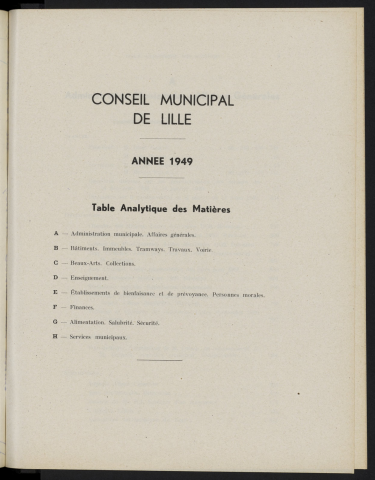 CONSEIL MUNICIPAL
DE LILLE
ANNEE 1949
Table Analytique des Matières
A — Administration municipale. Affaires générales.
B — Bâtiments. Immeubles. Tramways. Travaux. Voirie.
C — Beaux-Arts. Collections.
D — Enseignement.
E — Établissements de bienfaisance et de prévoyance. Personnes morales.
F — Finances.
G — Alimentation. Salubrité. Sécurité.
H — Services municipaux.